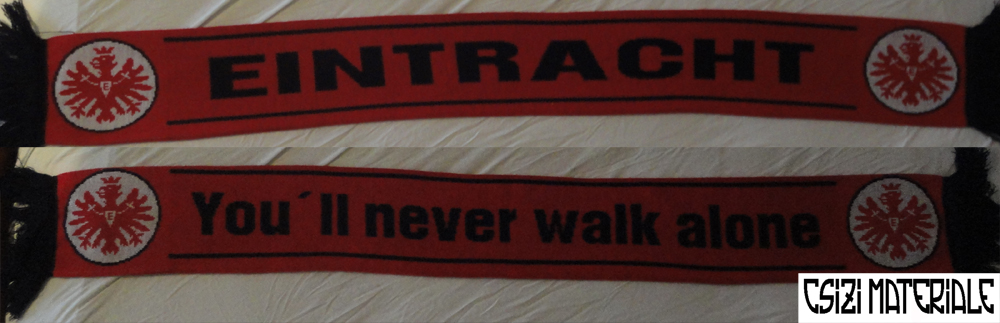 EINTRACHT
You´ll never walk alone
CSIZI MATERIALE